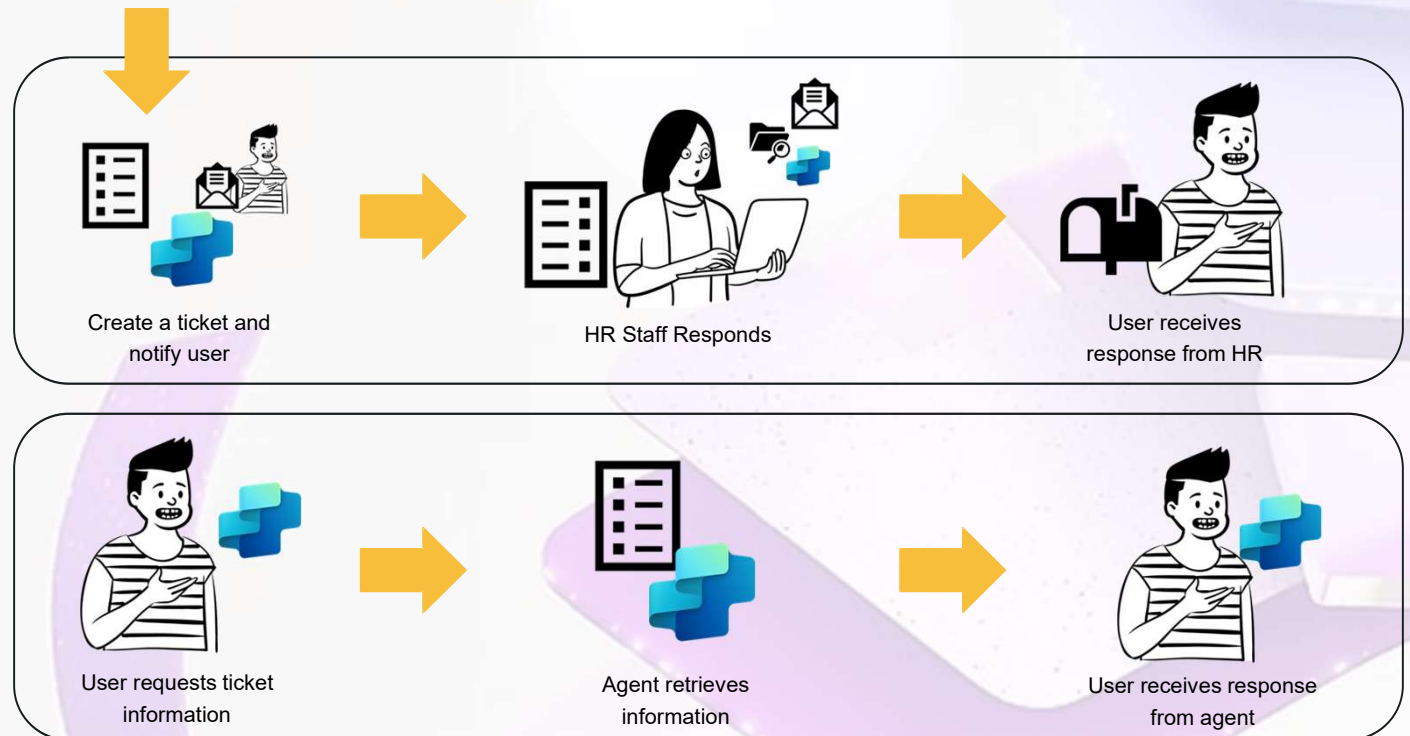 Create a ticket and
notify user
HR Staff Responds
User receives
response from HR
User requests ticket
information
Agent retrieves
information
User receives response
from agent